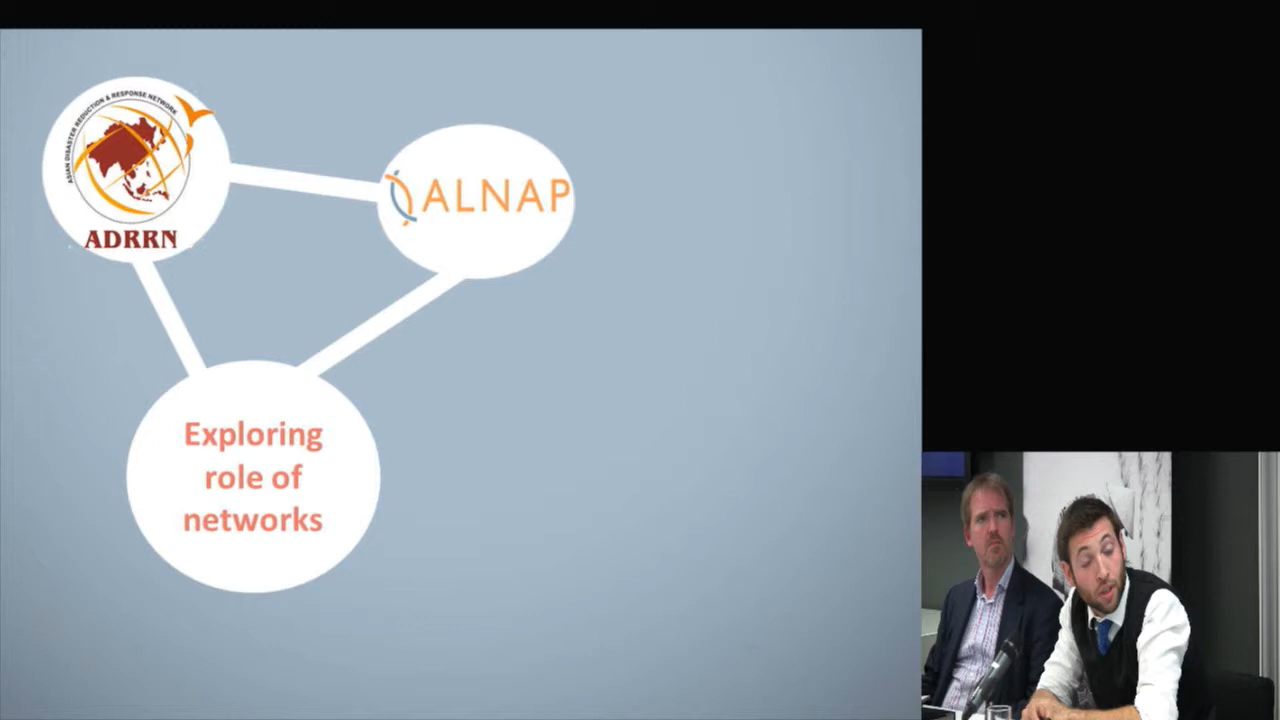 ASIAN DISASTER REDUCTION & RESPONSE NETWORK
ADRRN
ALNAP
Exploring
role of
networks